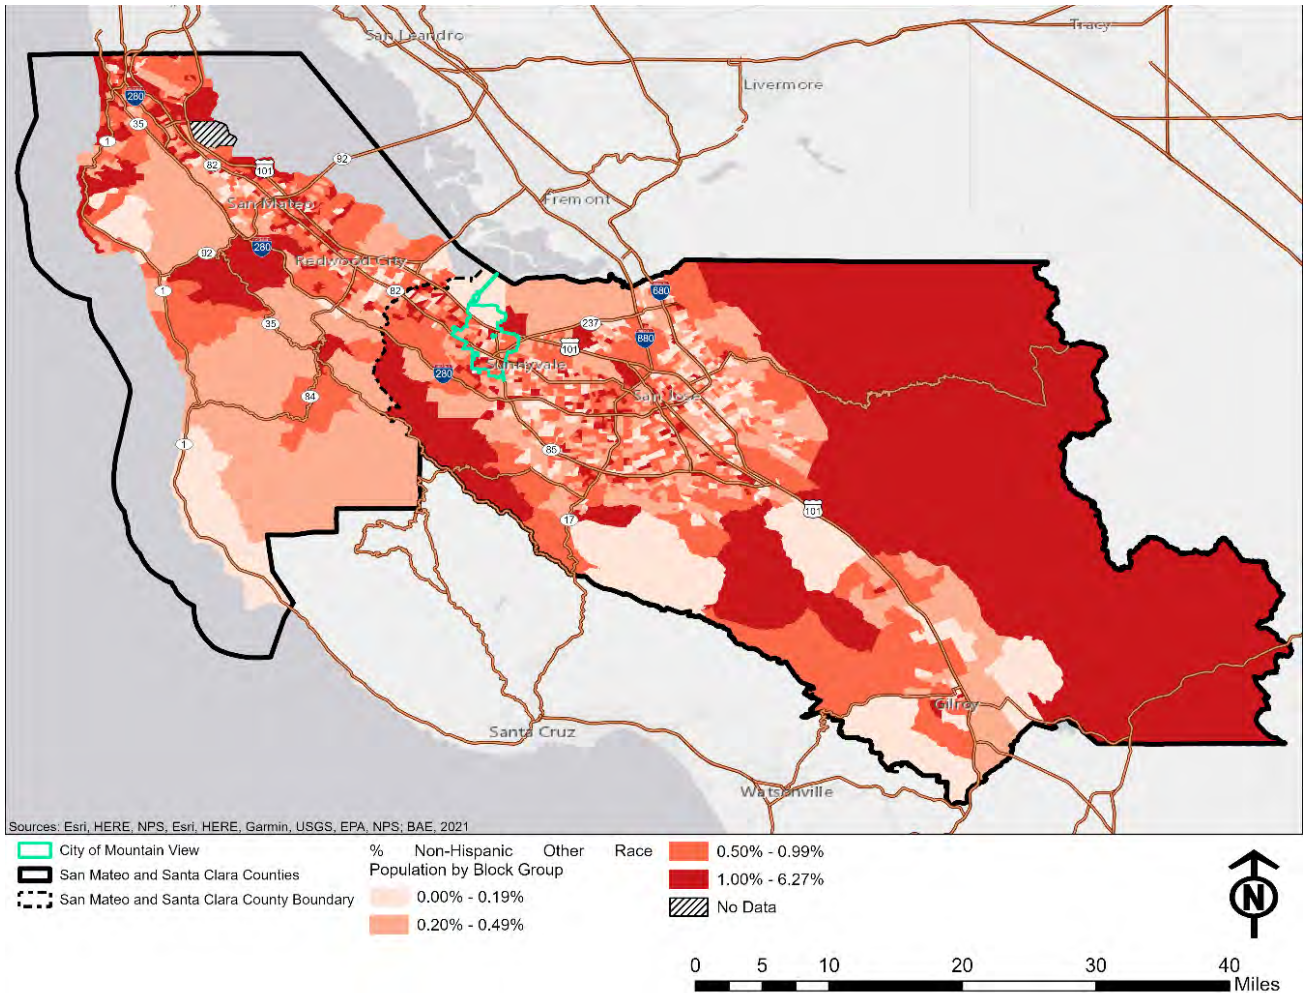 Tracy
San Leandro
Livermore
280
35
1
82
101
92
Fremont
San Mateo
92
280
Redwood City
82
1
35
680
237
880
101
Sunnyvale
280
San Jose
84
1
85
101
17
Gilroy
Santa Cruz
Watsonville
Sources: Esri, HERE, NPS, Esri, HERE, Garmin, USGS, EPA, NPS; BAE, 2021
City of Mountain View
San Mateo and Santa Clara Counties
San Mateo and Santa Clara County Boundary
% Non-Hispanic Other Race
Population by Block Group
0.00% - 0.19%
0.20% - 0.49%
0.50% - 0.99%
1.00% - 6.27%
No Data
N
0 5 10 20 30 40
Miles